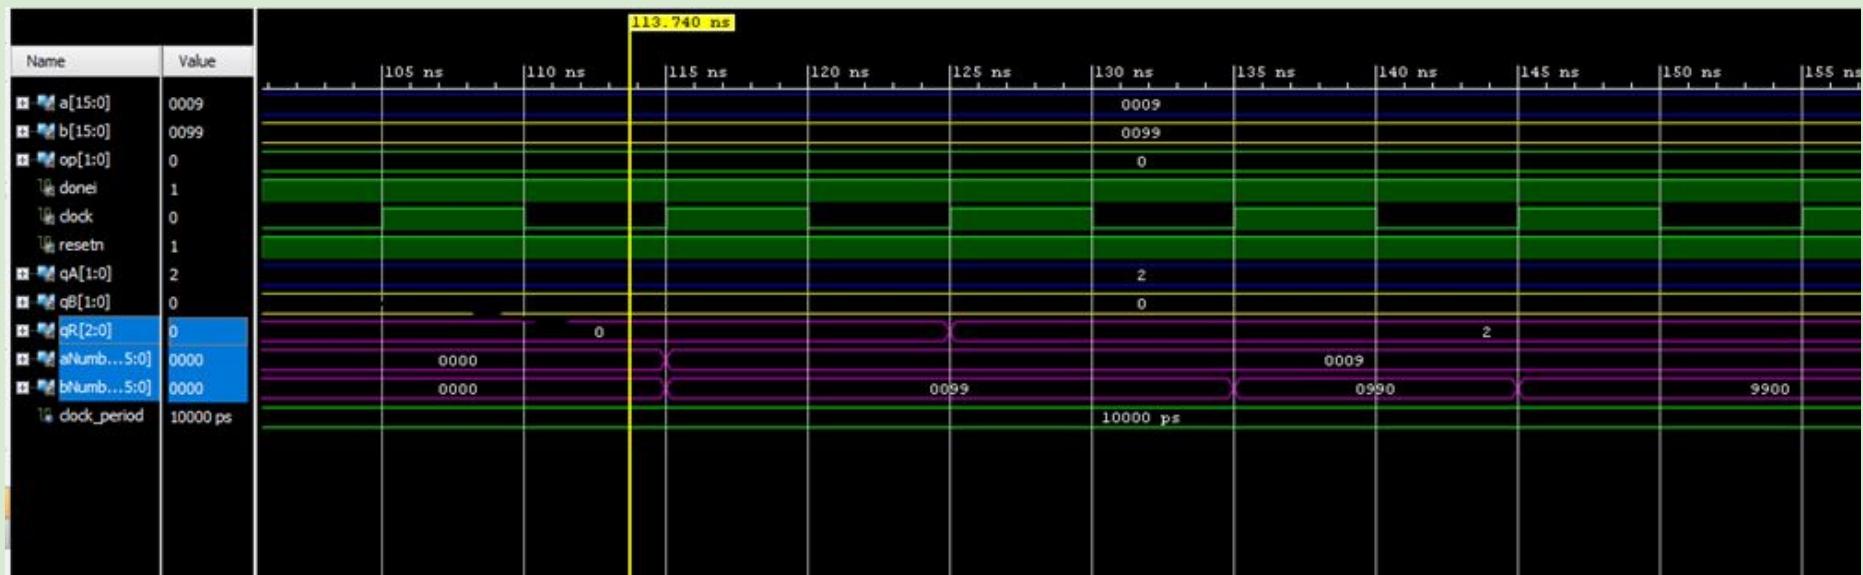 113.740 ns
Name Value
105 ns 110 ns 115 ns 120 ns 125 ns 130 ns 135 ns 140 ns 145 ns 150 ns 155 ns
a[15:0] 0009 0009
b[15:0] 0099 0099
op[1:0] 0 0
donei 1
clock 0
resetn 1
qA[1:0] 2 2
qB[1:0] 0 0
qR[2:0] 0 0 2
aNumb...5:0] 0000 0000 0009
bNumb...5:0] 0000 0000 0099 0990 9900
clock_period 10000 ps 10000 ps